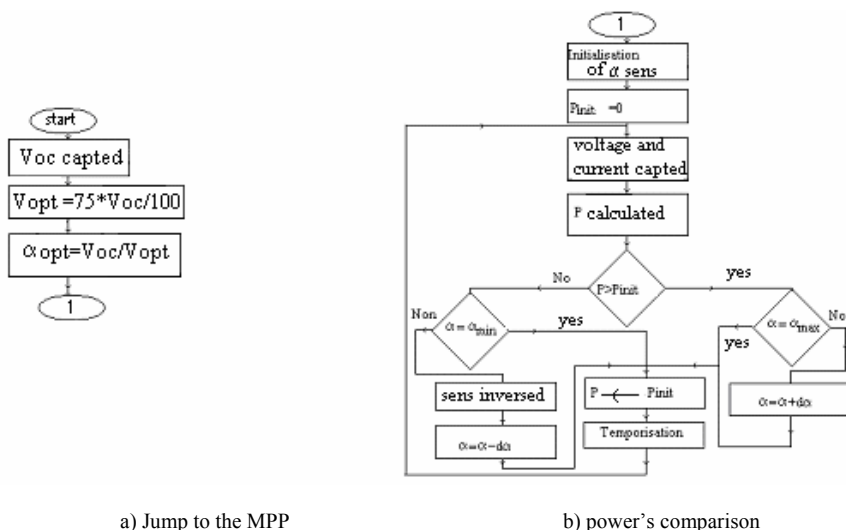 start
Voc capted
Vopt =75*Voc/100
αopt=Voc/Vopt
1
a) Jump to the MPP
1
Initialisation
of α sens
Pinit =0
voltage and
current capted
P calculated
P>Pinit
No
yes
Non
α= αmin
yes
α= αmax
No
yes
sens inversed
α=α-dα
P ← Pinit
Temporisation
α=α+dα
b) power’s comparison